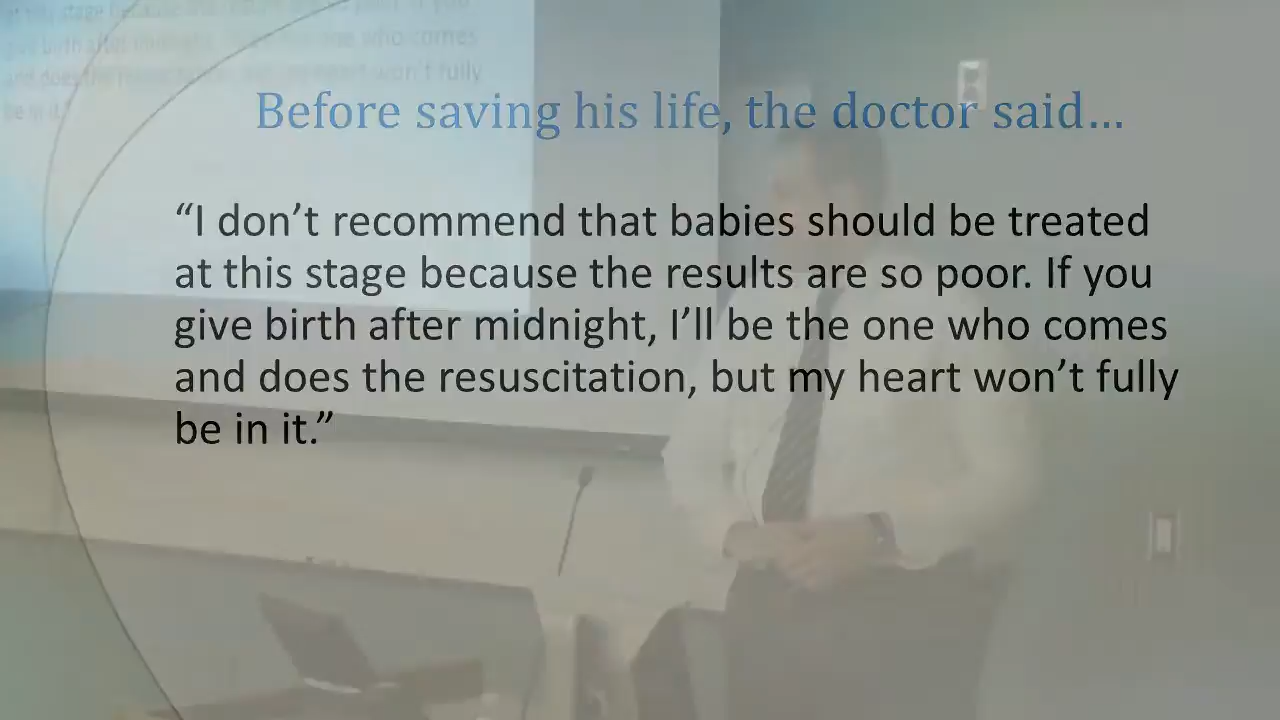 Before saving his life, the doctor said…
“I don’t recommend that babies should be treated
at this stage because the results are so poor. If you
give birth after midnight, I’ll be the one who comes
and does the resuscitation, but my heart won’t fully
be in it.”